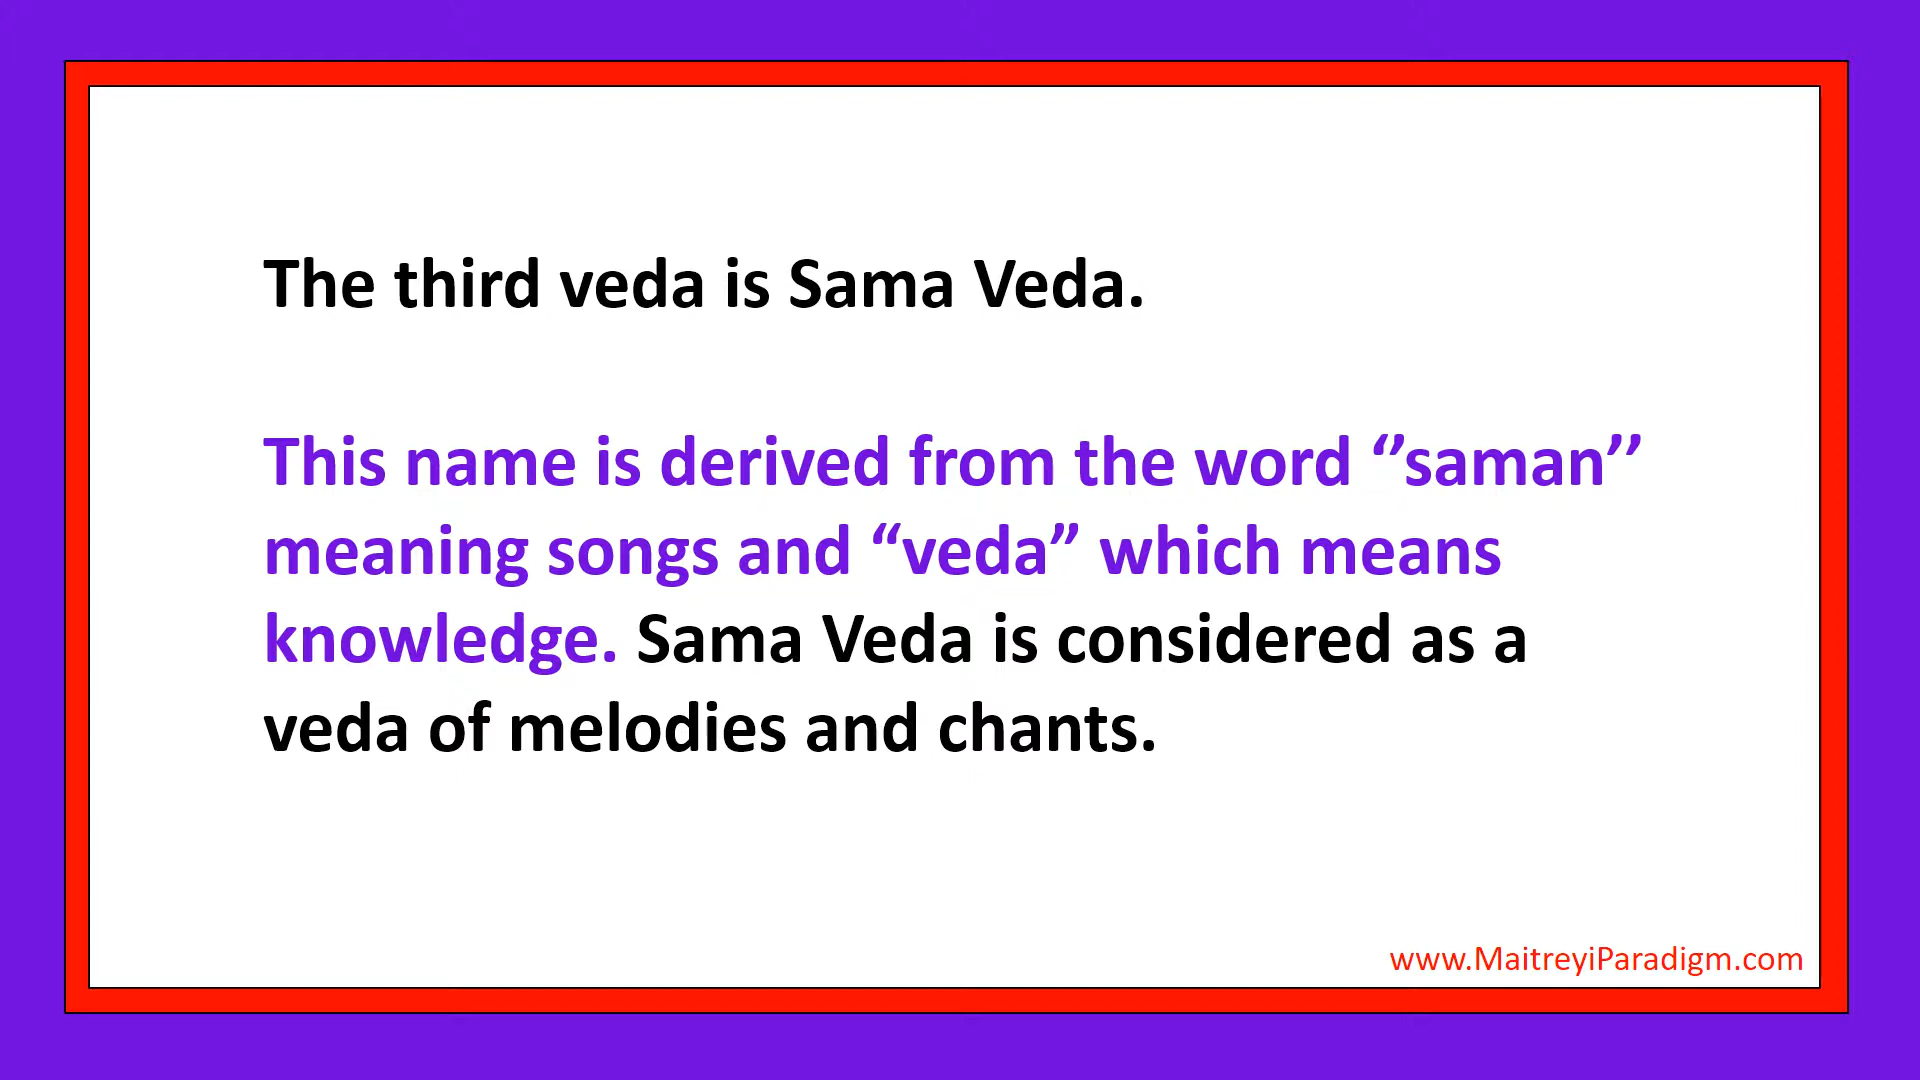 The third veda is Sama Veda.
This name is derived from the word ‘’saman’’
meaning songs and “veda” which means
knowledge. Sama Veda is considered as a
veda of melodies and chants.
www.MaitreyiParadigm.com